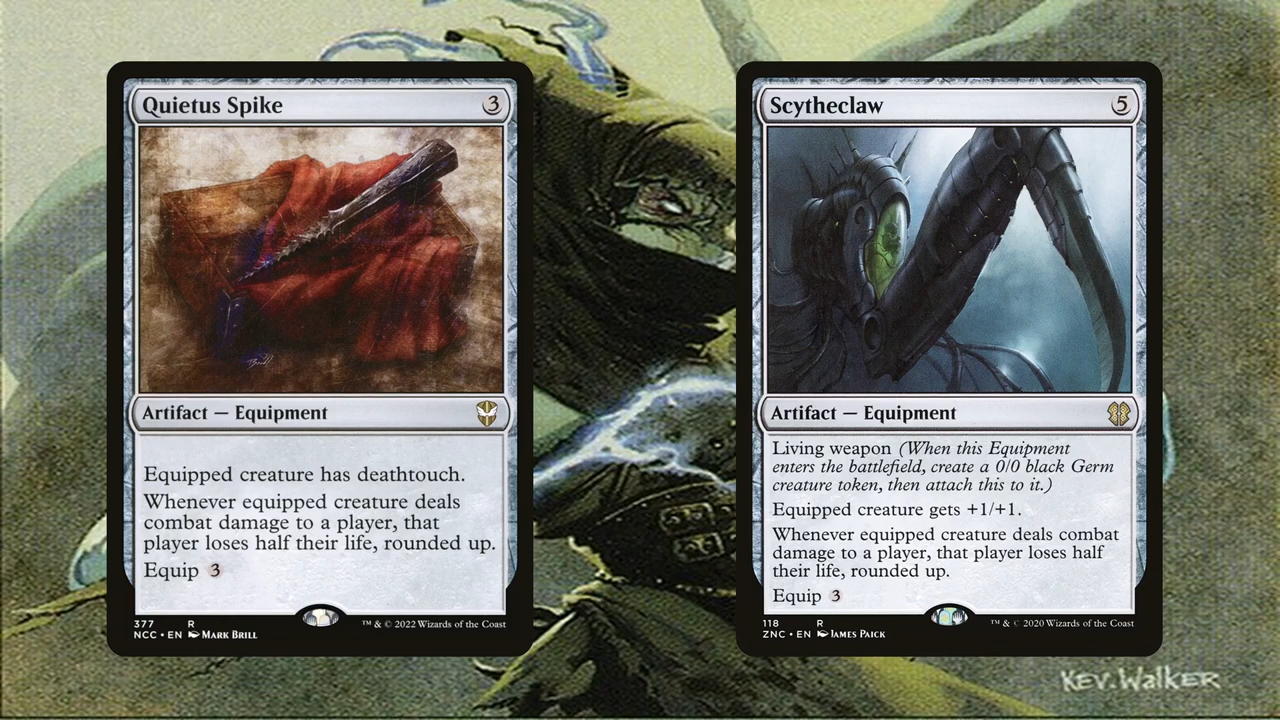 Quietus Spike 3
Artifact — Equipment
Equipped creature has deathtouch.
Whenever equipped creature deals
combat damage to a player, that
player loses half their life, rounded up.
Equip 3
377 R
NCC • EN MARK BRILL
™ & © 2022 Wizards of the Coast
Scytheclaw 5
Artifact — Equipment
Living weapon (When this Equipment
enters the battlefield, create a 0/0 black Germ
creature token, then attach this to it.)
Equipped creature gets +1/+1.
Whenever equipped creature deals combat
damage to a player, that player loses half
their life, rounded up.
Equip 3
118 R
ZNC • EN JAMES PAICK
™ & © 2020 Wizards of the Coast
KEV. WALKER